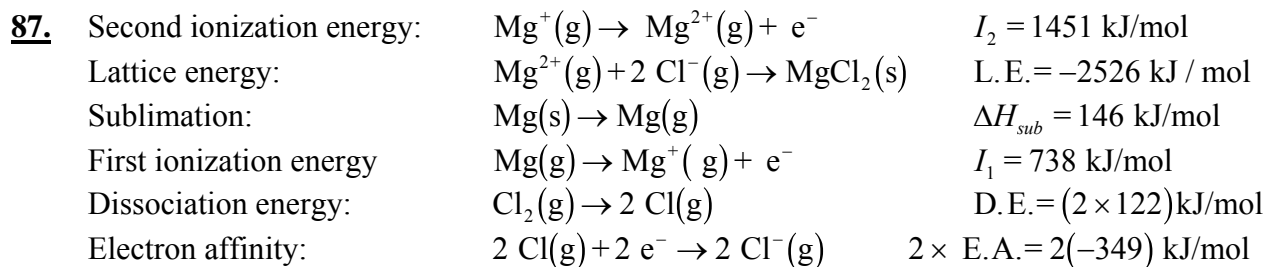 87. Second ionization energy: Mg⁺(g) → Mg²⁺(g) + e⁻ I₂ = 1451 kJ/mol
Lattice energy: Mg²⁺(g) + 2 Cl⁻(g) → MgCl₂(s) L.E. = –2526 kJ / mol
Sublimation: Mg(s) → Mg(g) ΔH_sub = 146 kJ/mol
First ionization energy Mg(g) → Mg⁺( g) + e⁻ I₁ = 738 kJ/mol
Dissociation energy: Cl₂(g) → 2 Cl(g) D.E. = (2 × 122) kJ/mol
Electron affinity: 2 Cl(g) + 2 e⁻ → 2 Cl⁻(g) 2 × E.A. = 2(–349) kJ/mol